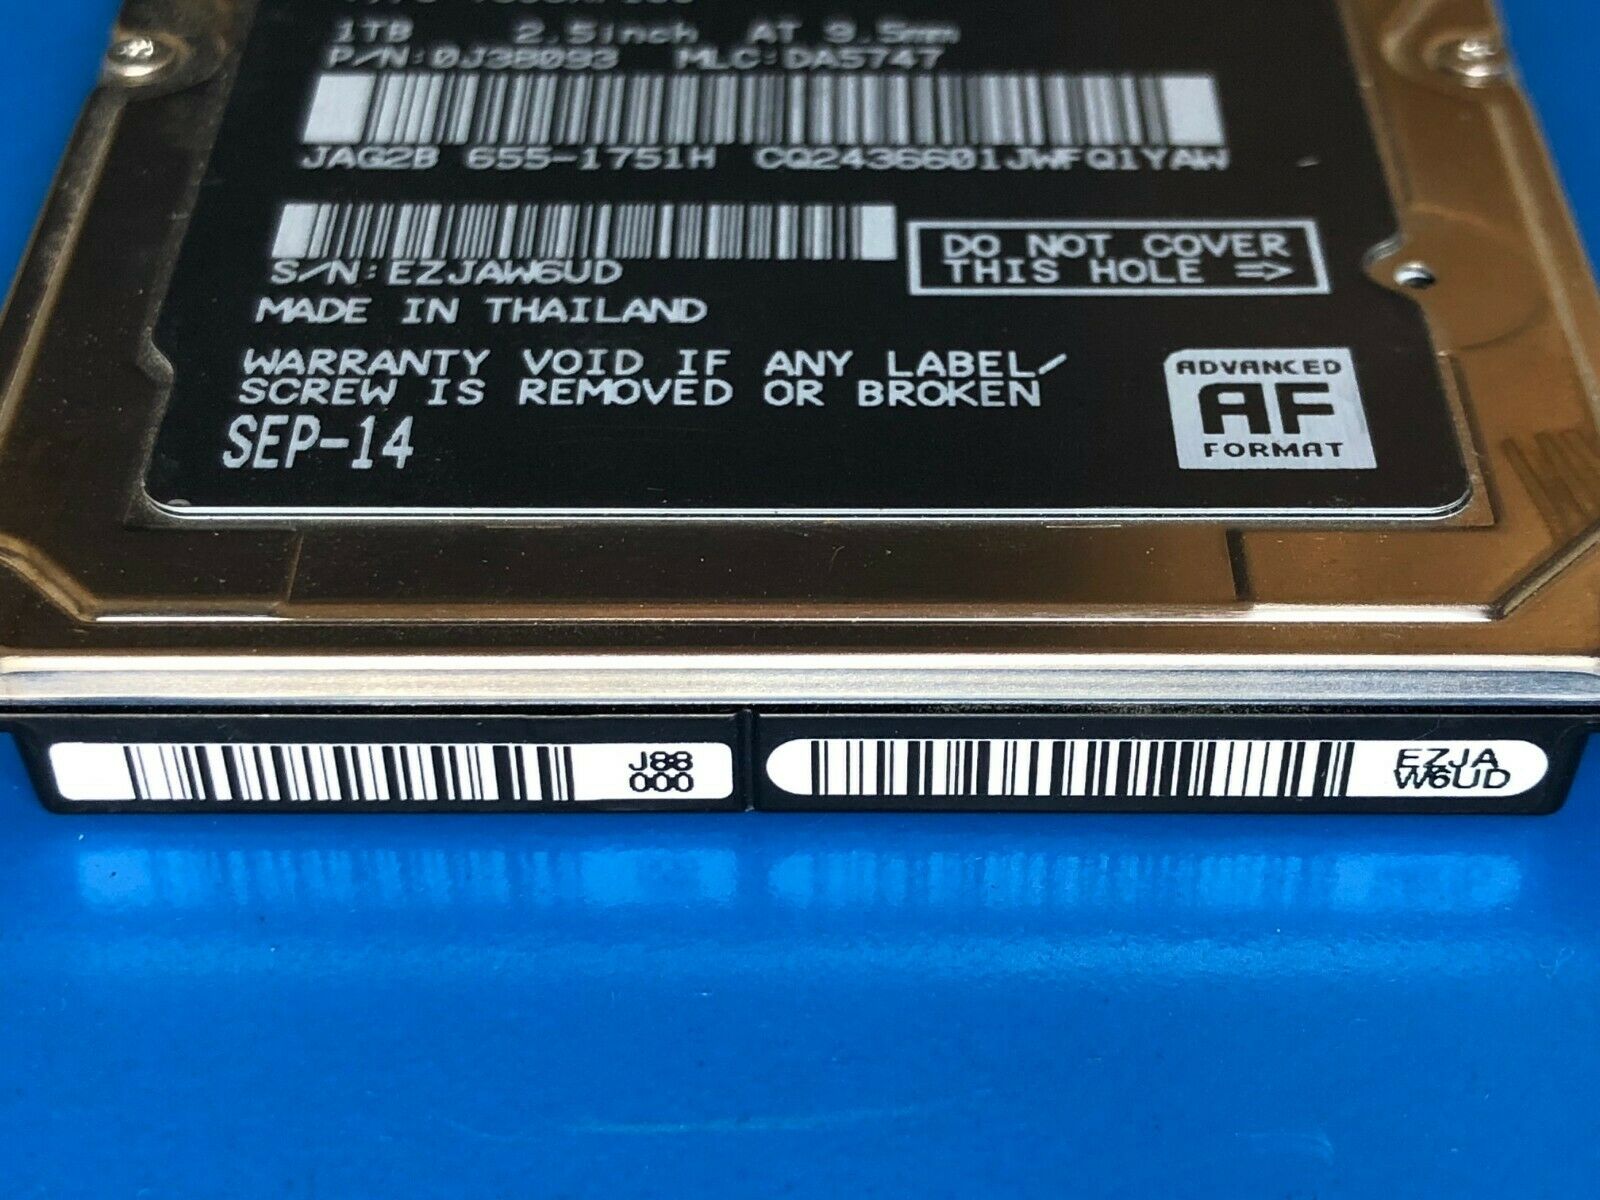 1TB 2.5inch AT 9.5mm
P/N:0J38093 MLC:DA5747
JAG2B 655-1751H CQ2436601JWFQ1YAW
S/N:EZJAW6UD
DO NOT COVER
THIS HOLE ⇒
MADE IN THAILAND
WARRANTY VOID IF ANY LABEL/
SCREW IS REMOVED OR BROKEN
SEP-14
ADVANCED
AF
FORMAT
J88
000
EZJA
W6UD